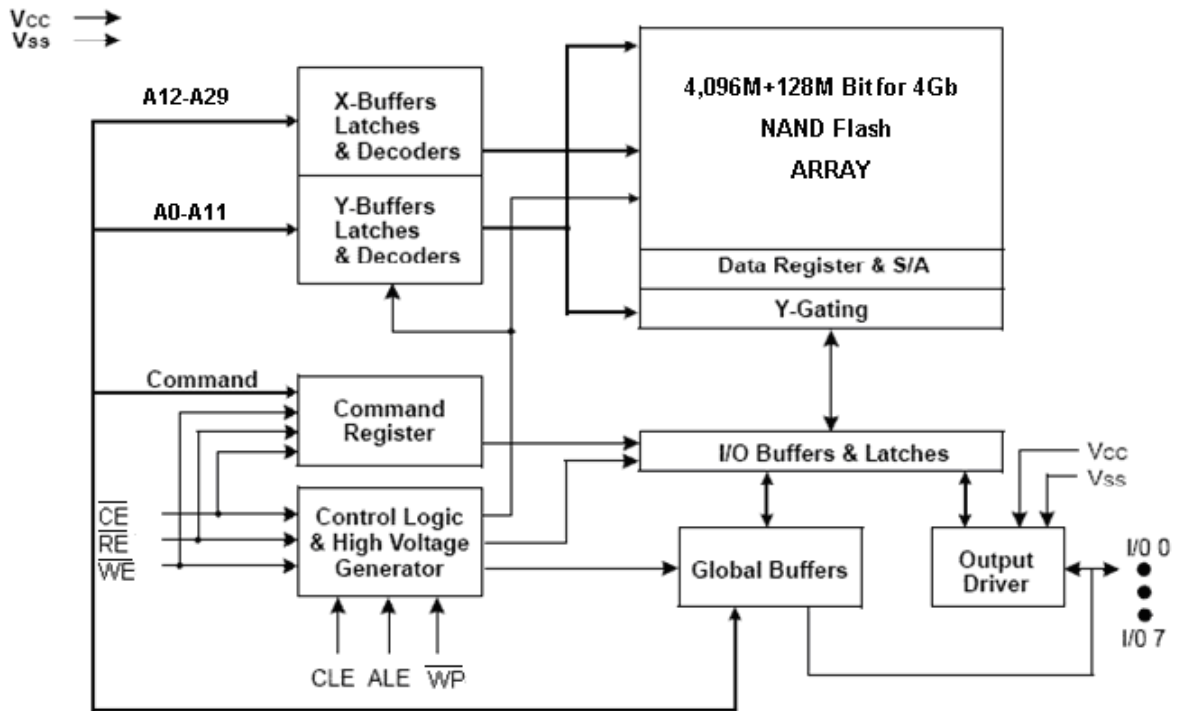 Vcc
Vss
A12-A29
X-Buffers
Latches
& Decoders
A0-A11
Y-Buffers
Latches
& Decoders
4,096M+128M Bit for 4Gb
NAND Flash
ARRAY
Data Register & S/A
Y-Gating
Command
Command
Register
I/O Buffers & Latches
Vcc
Vss
CE
RE
WE
Control Logic
& High Voltage
Generator
Global Buffers
Output
Driver
I/0 0
I/0 7
CLE ALE WP